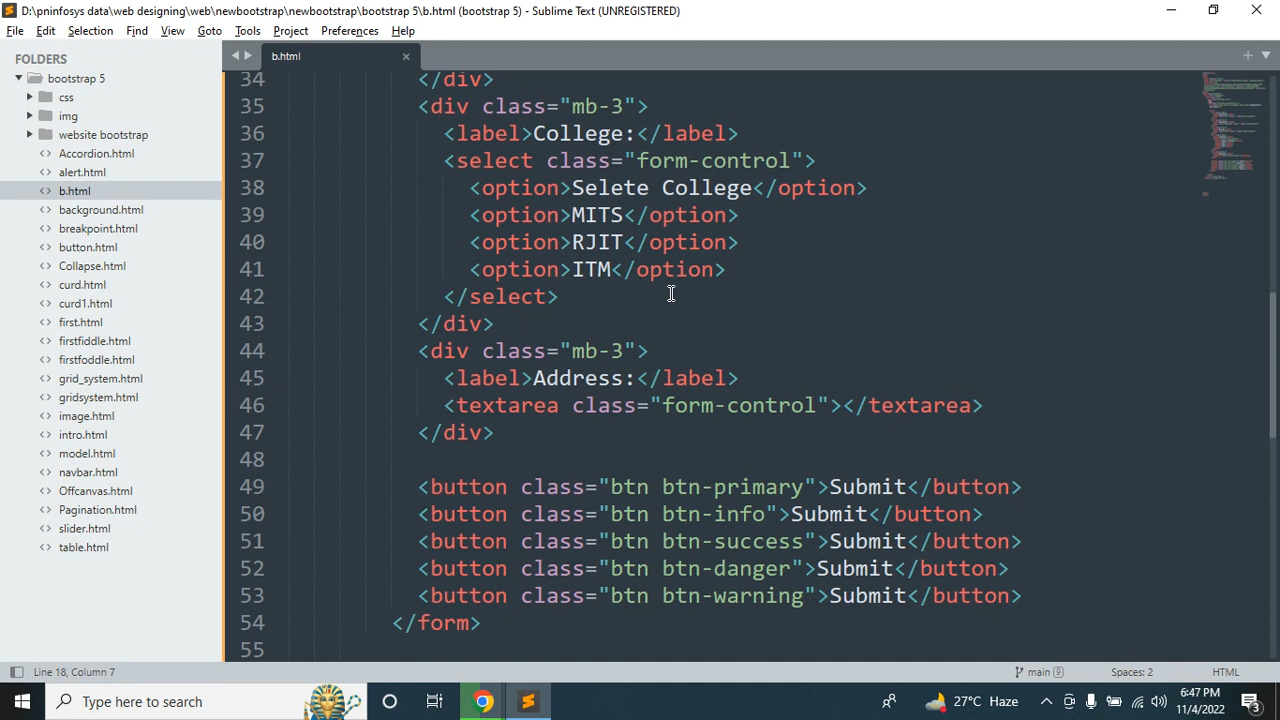 D:\pninfosys data\web designing\web\newbootstrap\newbootstrap\bootstrap 5\b.html (bootstrap 5) - Sublime Text (UNREGISTERED)
File Edit Selection Find View Goto Tools Project Preferences Help
FOLDERS
bootstrap 5
css
img
website bootstrap
Accordion.html
alert.html
b.html
background.html
breakpoint.html
button.html
Collapse.html
curd.html
curd1.html
first.html
firstfiddle.html
firstfoddle.html
grid_system.html
gridsystem.html
image.html
intro.html
model.html
navbar.html
Offcanvas.html
Pagination.html
slider.html
table.html
b.html
34 </div>
35 <div class="mb-3">
36 <label>College:</label>
37 <select class="form-control">
38 <option>Selete College</option>
39 <option>MITS</option>
40 <option>RJIT</option>
41 <option>ITM</option>
42 </select>
43 </div>
44 <div class="mb-3">
45 <label>Address:</label>
46 <textarea class="form-control"></textarea>
47 </div>
48
49 <button class="btn btn-primary">Submit</button>
50 <button class="btn btn-info">Submit</button>
51 <button class="btn btn-success">Submit</button>
52 <button class="btn btn-danger">Submit</button>
53 <button class="btn btn-warning">Submit</button>
54 </form>
55
Line 18, Column 7 main 9 Spaces: 2 HTML
Type here to search 27°C Haze 6:47 PM
11/4/2022 3